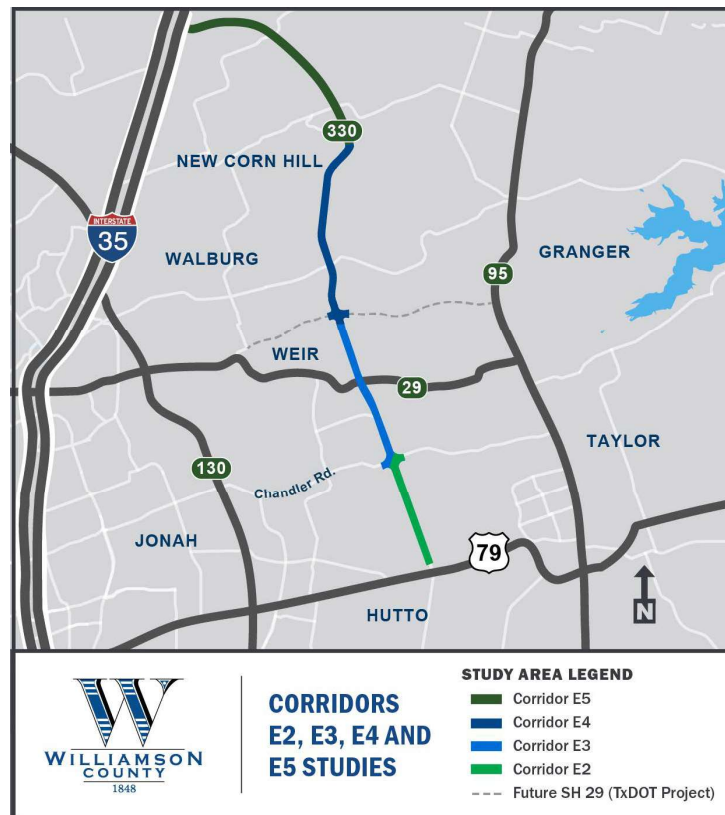 330
NEW CORN HILL
INTERSTATE
35
WALBURG
GRANGER
95
WEIR
29
TAYLOR
130
Chandler Rd.
JONAH
79
HUTTO
N
W
WILLIAMSON
COUNTY
1848
CORRIDORS
E2, E3, E4 AND
E5 STUDIES
STUDY AREA LEGEND
Corridor E5
Corridor E4
Corridor E3
Corridor E2
Future SH 29 (TxDOT Project)